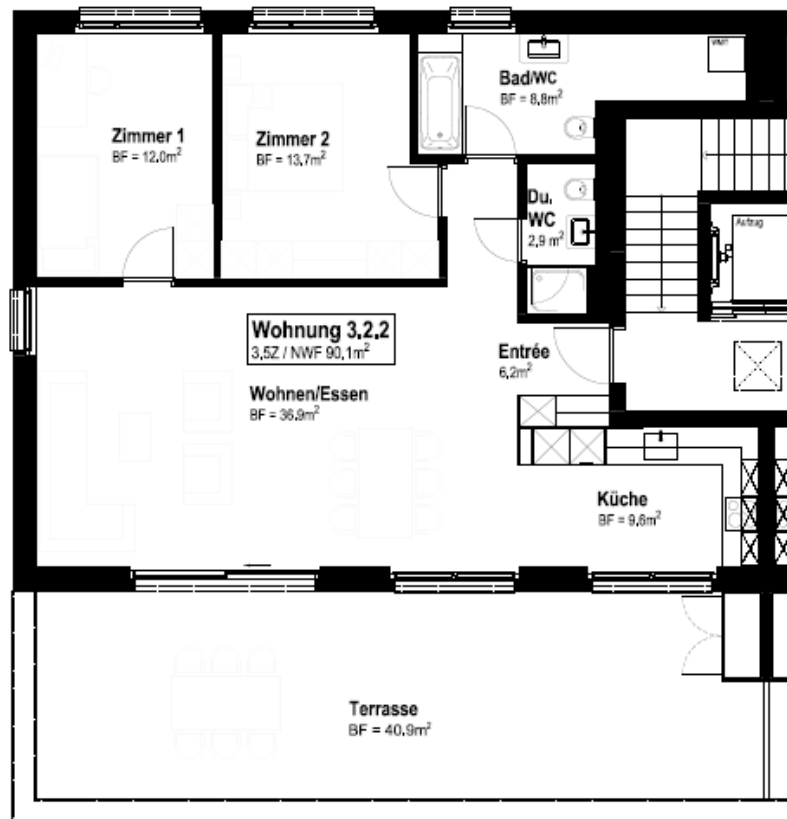 Bad/WC
BF = 8,8m²
WM/T
Zimmer 1
BF = 12.0m²
Zimmer 2
BF = 13.7m²
Du.
WC
2,9 m²
Aufzug
Wohnung 3.2.2
3,5Z / NWF 90,1m²
Entrée
6,2m²
Wohnen/Essen
BF = 36.9m²
Küche
BF = 9,6m²
Terrasse
BF = 40.9m²